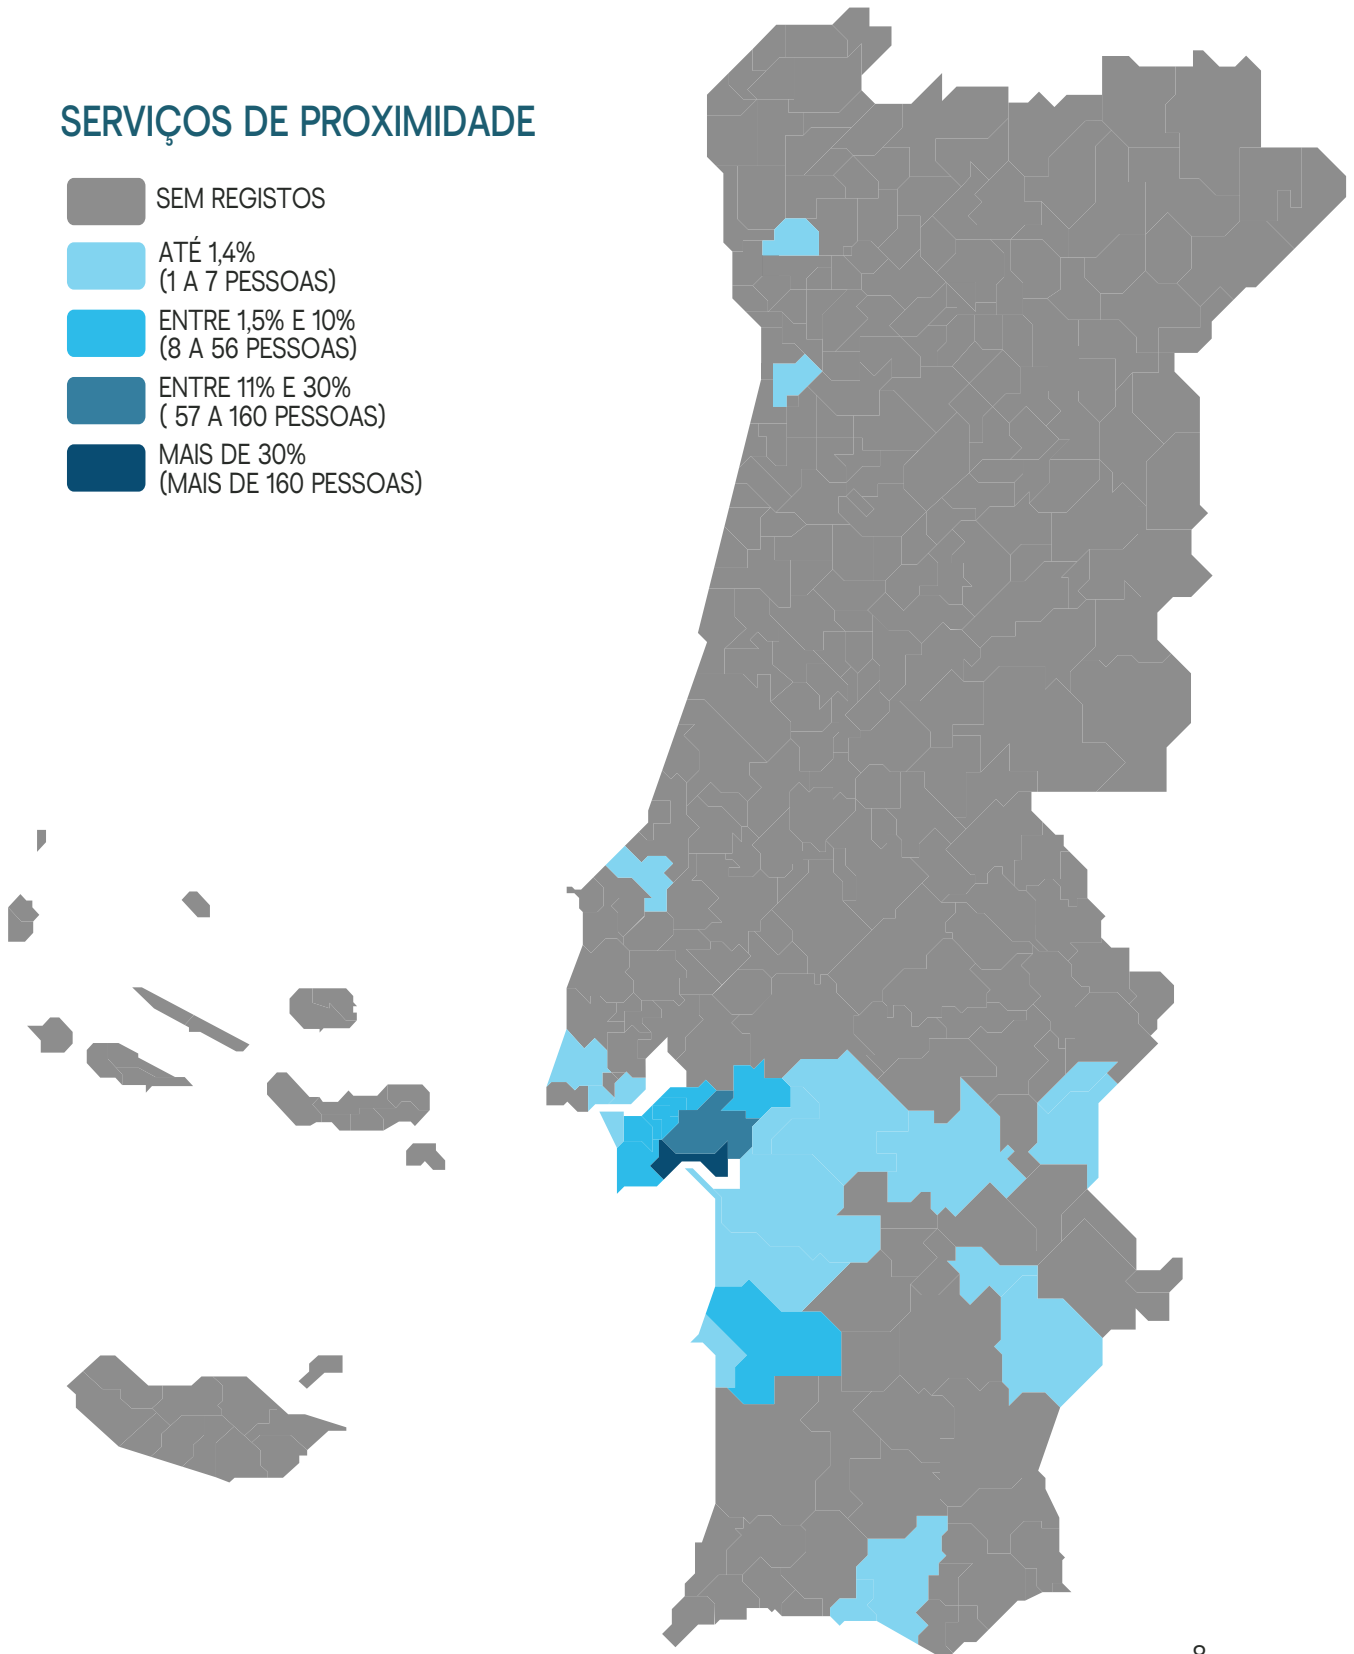 SERVIÇOS DE PROXIMIDADE
SEM REGISTOS
ATÉ 1,4%
(1 A 7 PESSOAS)
ENTRE 1,5% E 10%
(8 A 56 PESSOAS)
ENTRE 11% E 30%
( 57 A 160 PESSOAS)
MAIS DE 30%
(MAIS DE 160 PESSOAS)